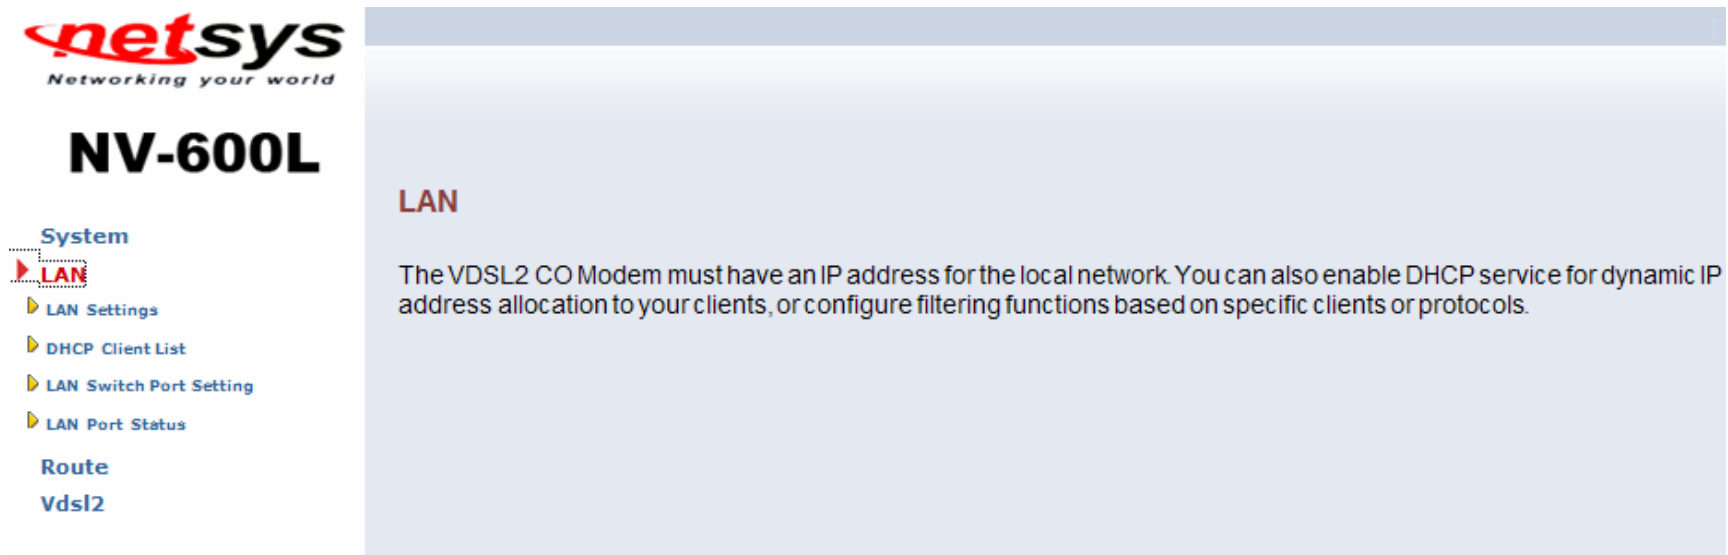 netsys
Networking your world
NV-600L
System
LAN
LAN Settings
DHCP Client List
LAN Switch Port Setting
LAN Port Status
Route
Vdsl2
LAN
The VDSL2 CO Modem must have an IP address for the local network. You can also enable DHCP service for dynamic IP
address allocation to your clients, or configure filtering functions based on specific clients or protocols.